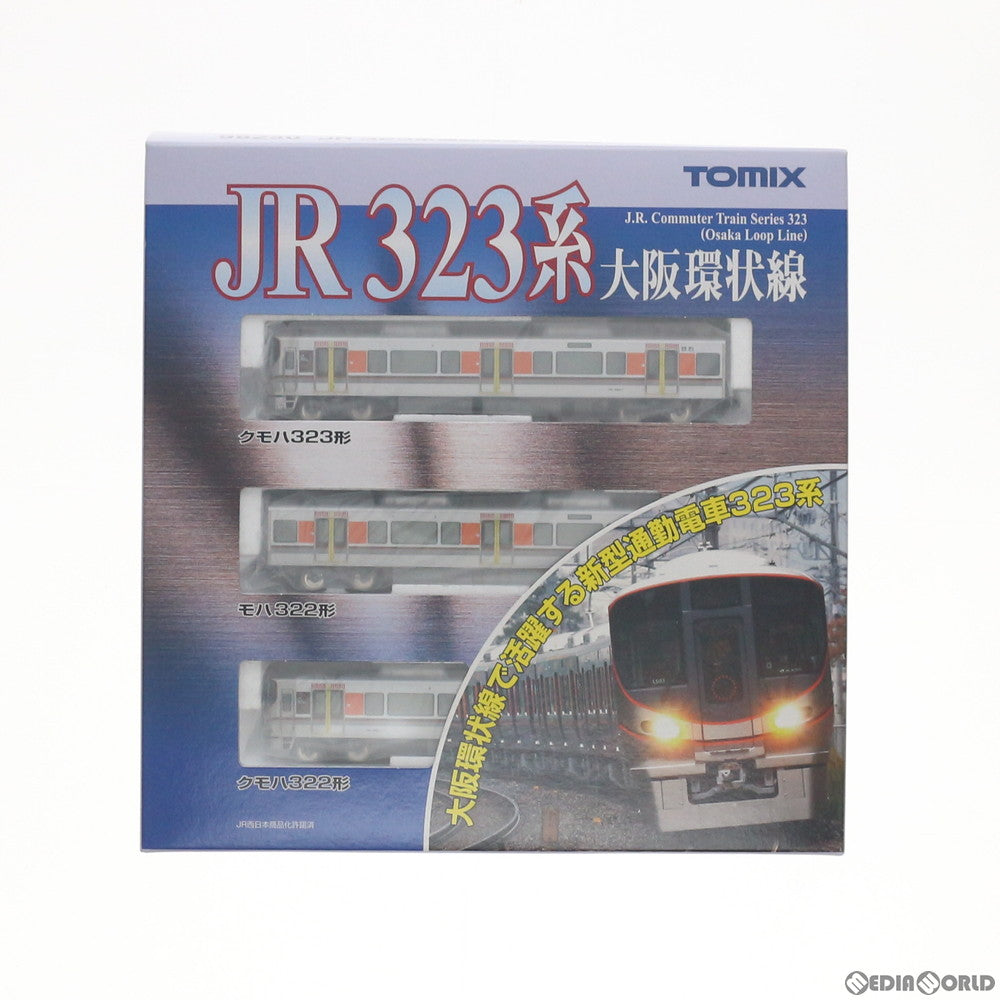 TOMIX
JR 323系
J.R. Commuter Train Series 323
(Osaka Loop Line)
大阪環状線
クモハ323形
モハ322形
クモハ322形
大阪環状線で活躍する新型通勤電車323系
JR西日本商品化許諾済
MEDIAWORLD